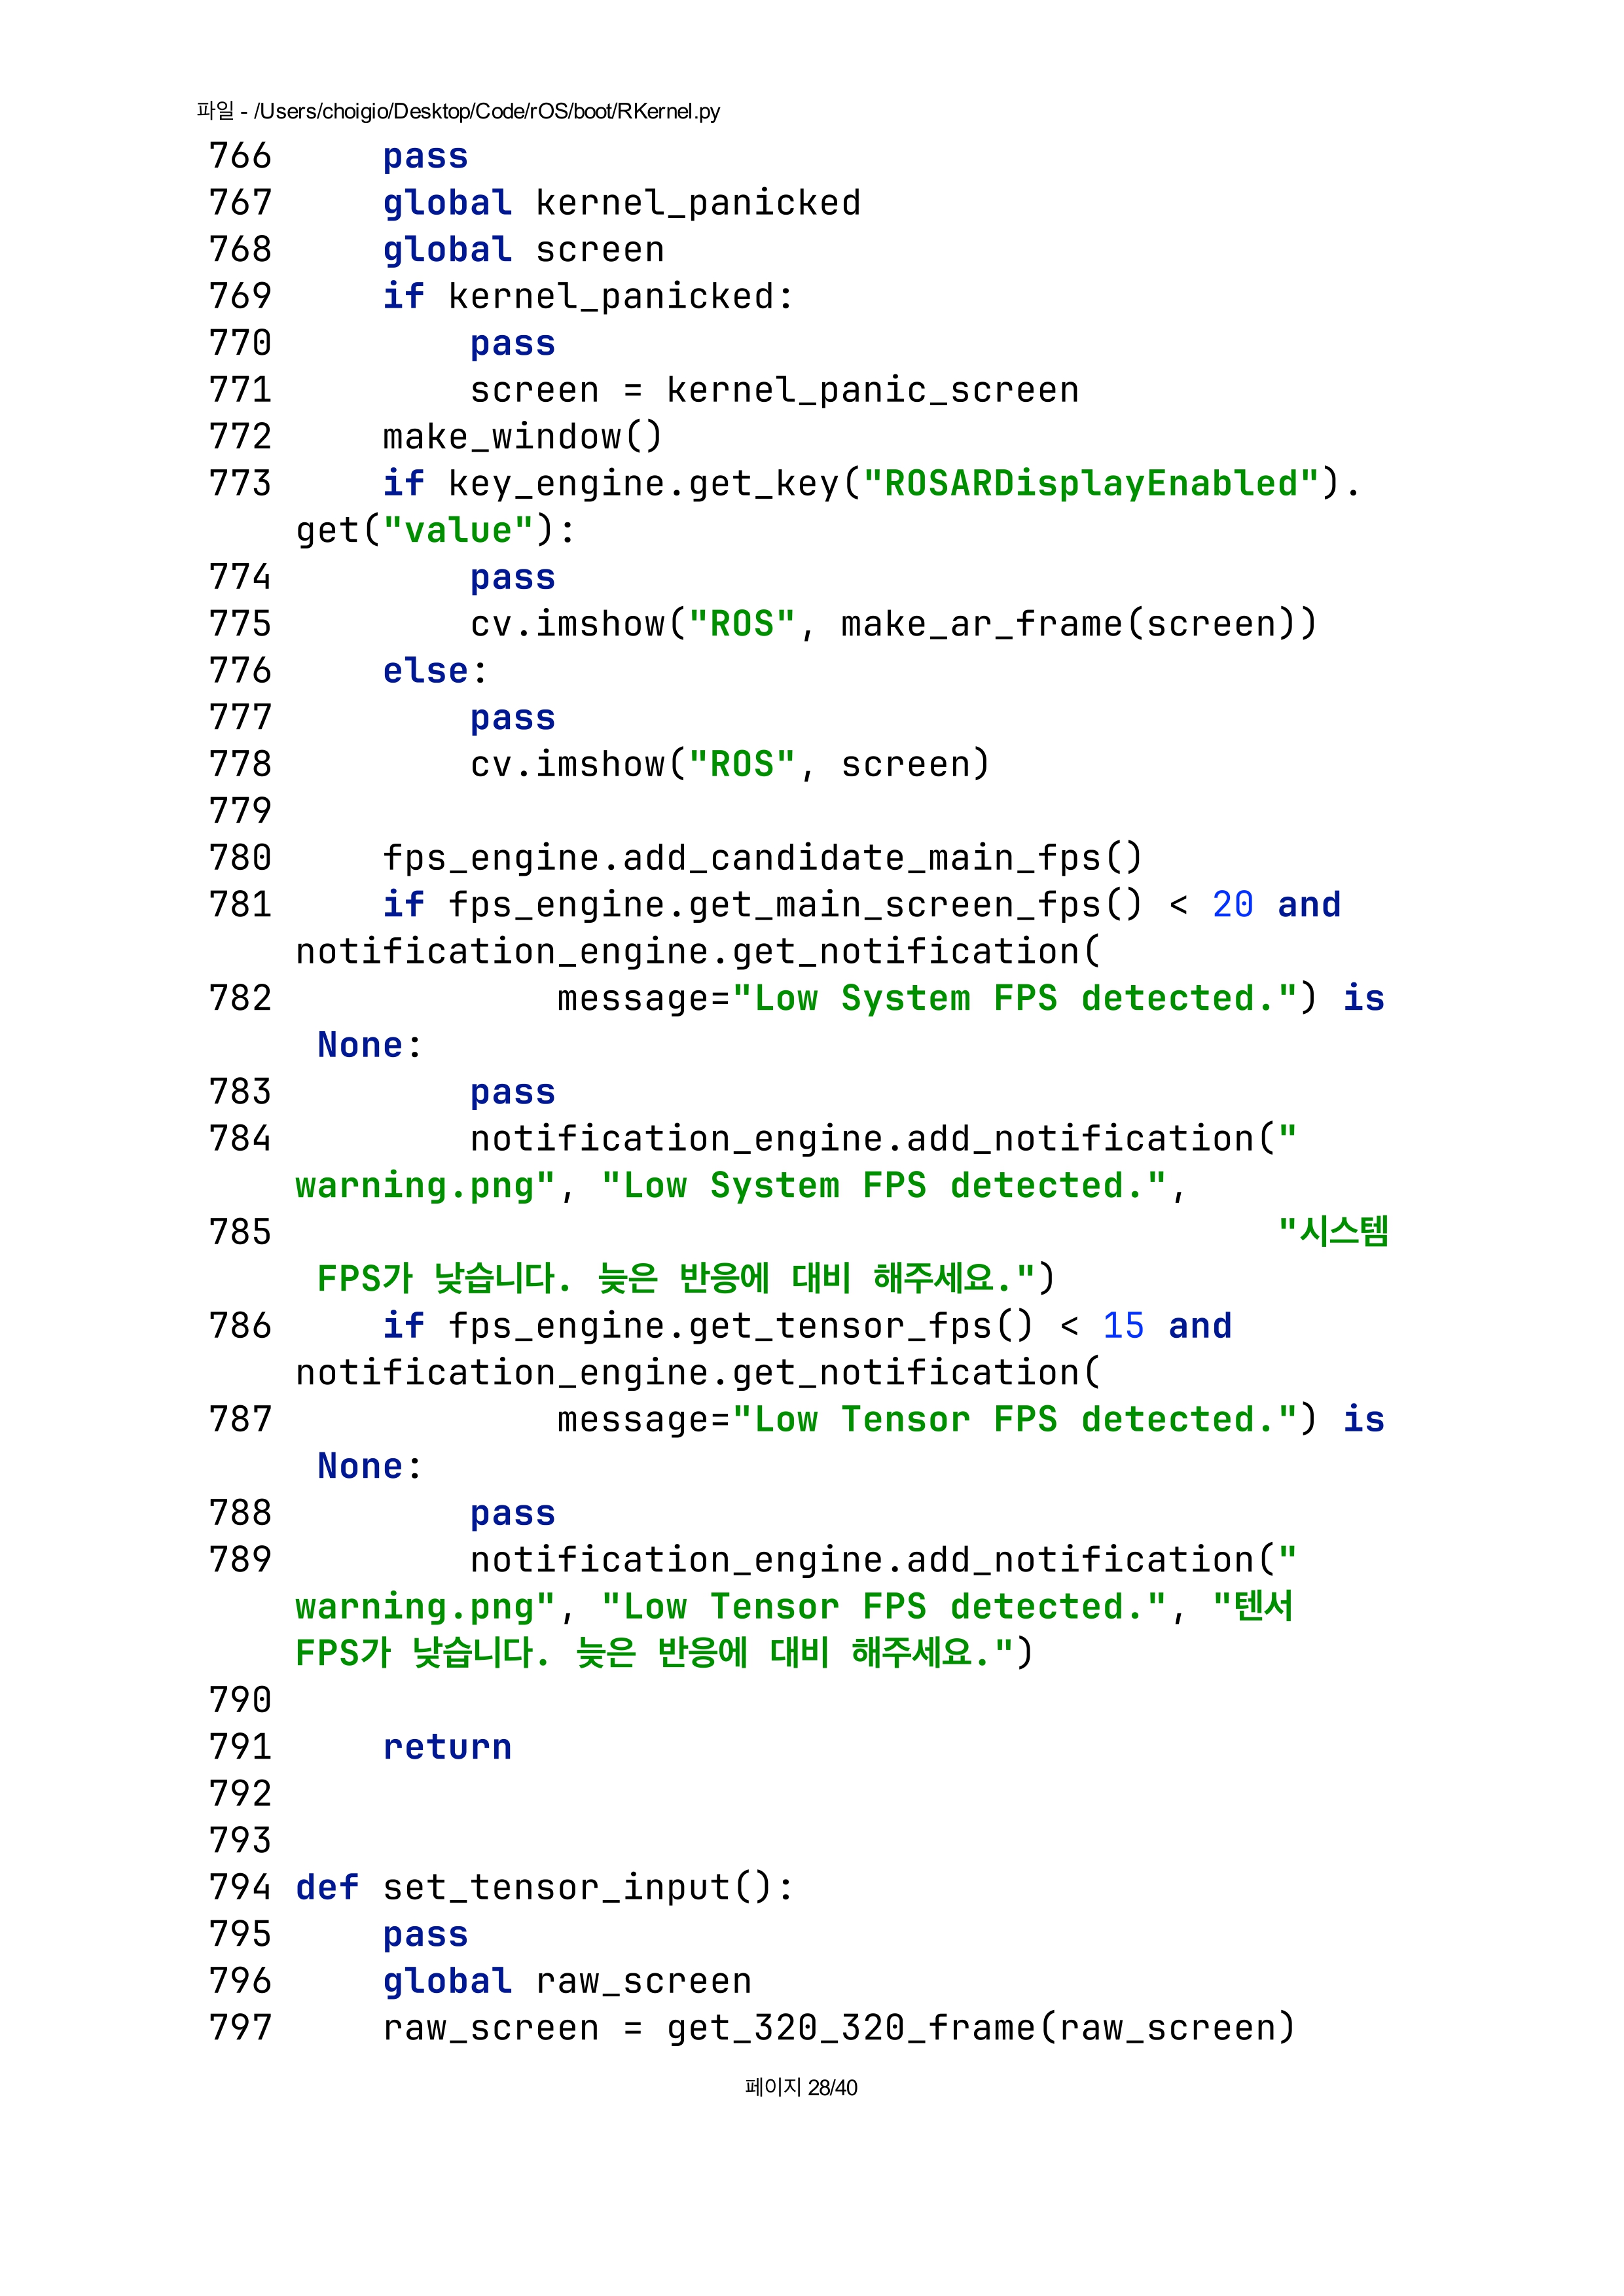 파일 - /Users/choigio/Desktop/Code/rOS/boot/RKernel.py
766     pass
767     global kernel_panicked
768     global screen
769     if kernel_panicked:
770         pass
771         screen = kernel_panic_screen
772     make_window()
773     if key_engine.get_key("ROSARDisplayEnabled").
    get("value"):
774         pass
775         cv.imshow("ROS", make_ar_frame(screen))
776     else:
777         pass
778         cv.imshow("ROS", screen)
779
780     fps_engine.add_candidate_main_fps()
781     if fps_engine.get_main_screen_fps() < 20 and
    notification_engine.get_notification(
782             message="Low System FPS detected.") is
     None:
783         pass
784         notification_engine.add_notification("
    warning.png", "Low System FPS detected.",
785                                              "시스템
     FPS가 낮습니다. 늦은 반응에 대비 해주세요.")
786     if fps_engine.get_tensor_fps() < 15 and
    notification_engine.get_notification(
787             message="Low Tensor FPS detected.") is
     None:
788         pass
789         notification_engine.add_notification("
    warning.png", "Low Tensor FPS detected.", "텐서
    FPS가 낮습니다. 늦은 반응에 대비 해주세요.")
790
791     return
792
793
794 def set_tensor_input():
795     pass
796     global raw_screen
797     raw_screen = get_320_320_frame(raw_screen)
페이지 28/40